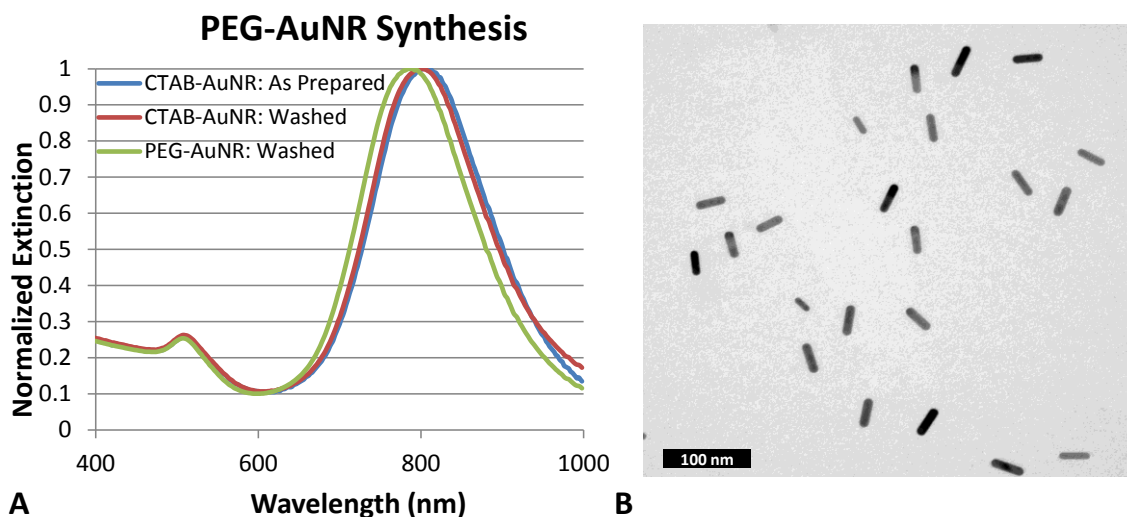 PEG-AuNR Synthesis
CTAB-AuNR: As Prepared
CTAB-AuNR: Washed
PEG-AuNR: Washed
Normalized Extinction
1
0.9
0.8
0.7
0.6
0.5
0.4
0.3
0.2
0.1
0
400
600
800
1000
Wavelength (nm)
A
100 nm
B